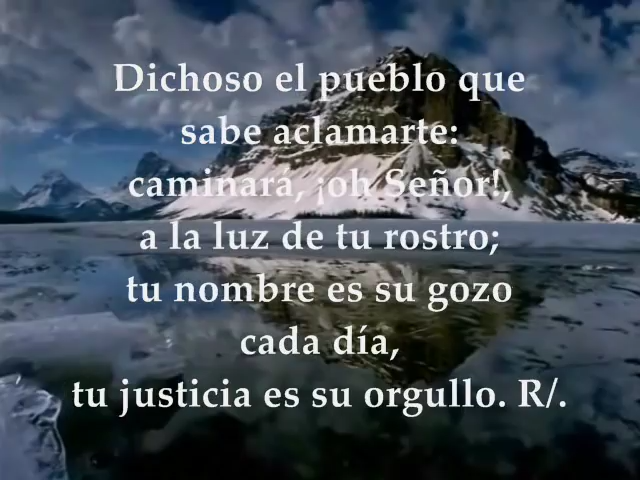 Dichoso el pueblo que
sabe aclamarte:
caminará, ¡oh Señor!,
a la luz de tu rostro;
tu nombre es su gozo
cada día,
tu justicia es su orgullo. R/.